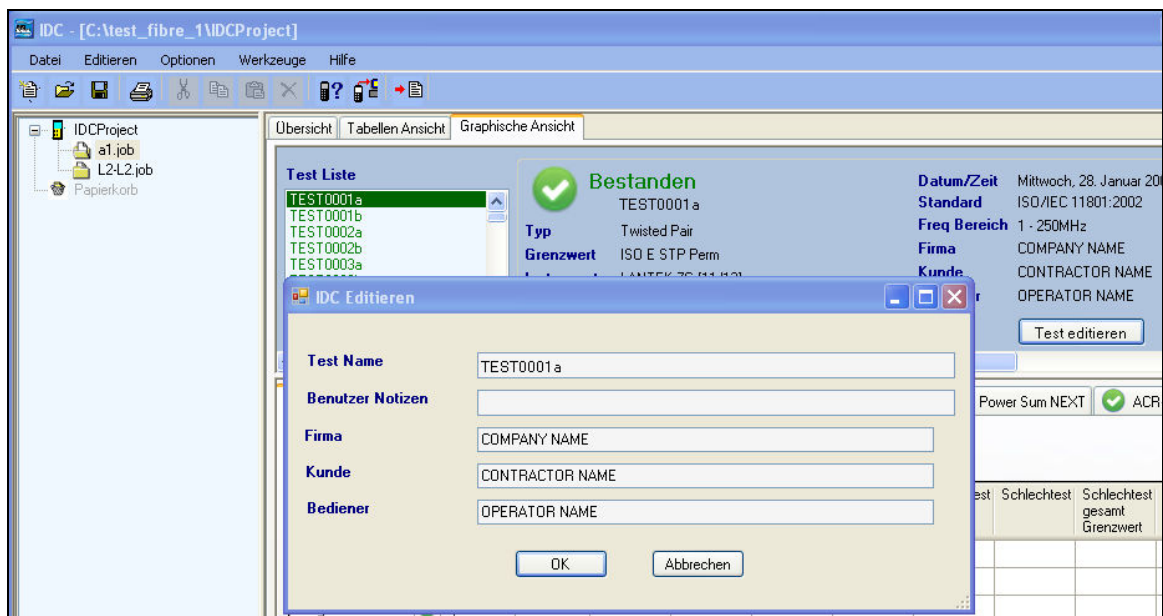 IDC - [C:\test_fibre_1\IDCProject]
Datei Editieren Optionen Werkzeuge Hilfe
IDCProject
a1.job
L2-L2.job
Papierkorb
Übersicht Tabellen Ansicht Graphische Ansicht
Test Liste
TEST0001a
TEST0001b
TEST0002a
TEST0002b
TEST0003a
Bestanden
TEST0001a
Typ Twisted Pair
Grenzwert ISO E STP Perm
Datum/Zeit Mittwoch, 28. Januar
Standard ISO/IEC 11801:2002
Freq Bereich 1 - 250MHz
Firma COMPANY NAME
Kunde CONTRACTOR NAME
OPERATOR NAME
Test editieren
IDC Editieren
Test Name TEST0001a
Benutzer Notizen
Firma COMPANY NAME
Kunde CONTRACTOR NAME
Bediener OPERATOR NAME
OK Abbrechen
Power Sum NEXT ACR
Schlechtest Schlechtest
gesamt
Grenzwert